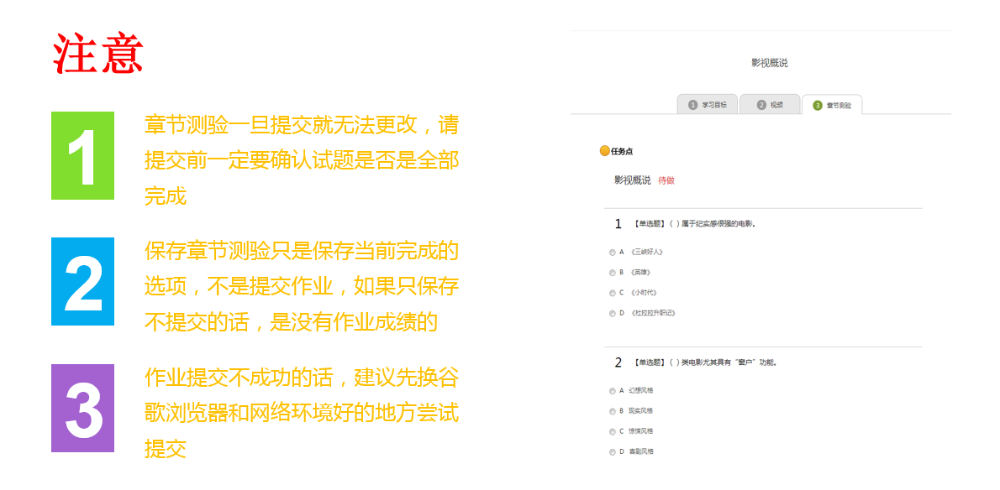 注意
1
章节测验一旦提交就无法更改，请
提交前一定要确认试题是否是全部
完成
2
保存章节测验只是保存当前完成的
选项，不是提交作业，如果只保存
不提交的话，是没有作业成绩的
3
作业提交不成功的话，建议先换谷
歌浏览器和网络环境好的地方尝试
提交
影视概说
1 学习目标 2 视频 3 章节测验
任务点
影视概说 待做
1 【单选题】（ ）属于纪实感很强的电影。
A 《三峡好人》
B 《英雄》
C 《小时代》
D 《杜拉拉升职记》
2 【单选题】（ ）类电影尤其具有“窗户”功能。
A 幻想风格
B 现实风格
C 惊悚风格
D 喜剧风格